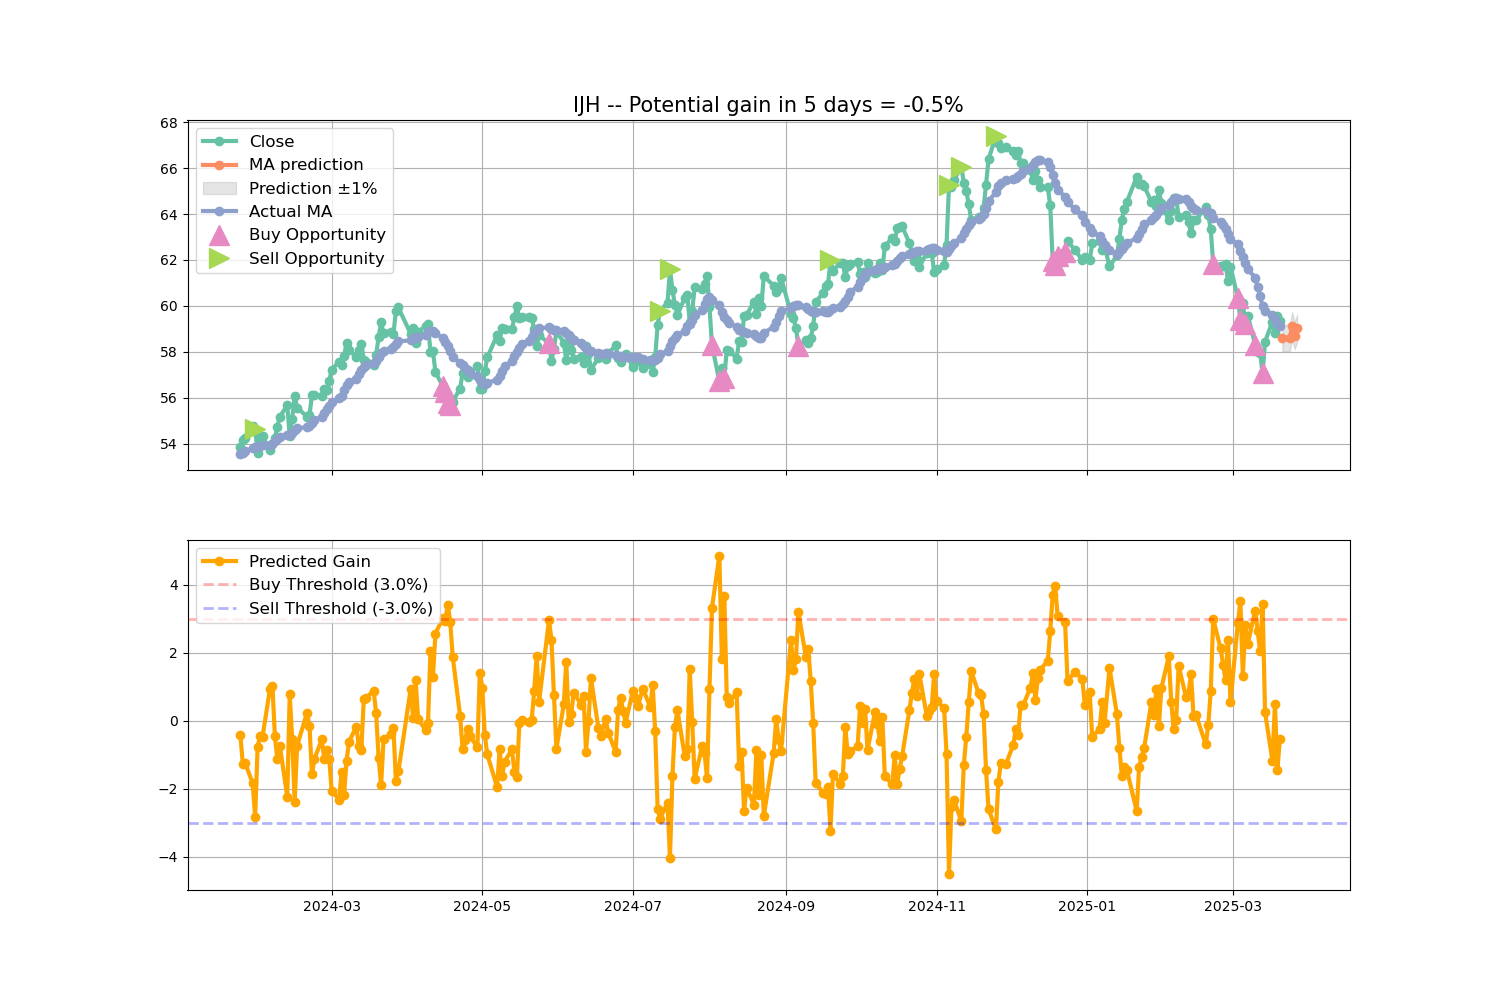 IJH -- Potential gain in 5 days = -0.5%
68
66
64
62
60
58
56
54
Close
MA prediction
Prediction ±1%
Actual MA
Buy Opportunity
Sell Opportunity
4
2
0
−2
−4
Predicted Gain
Buy Threshold (3.0%)
Sell Threshold (-3.0%)
2024-03
2024-05
2024-07
2024-09
2024-11
2025-01
2025-03